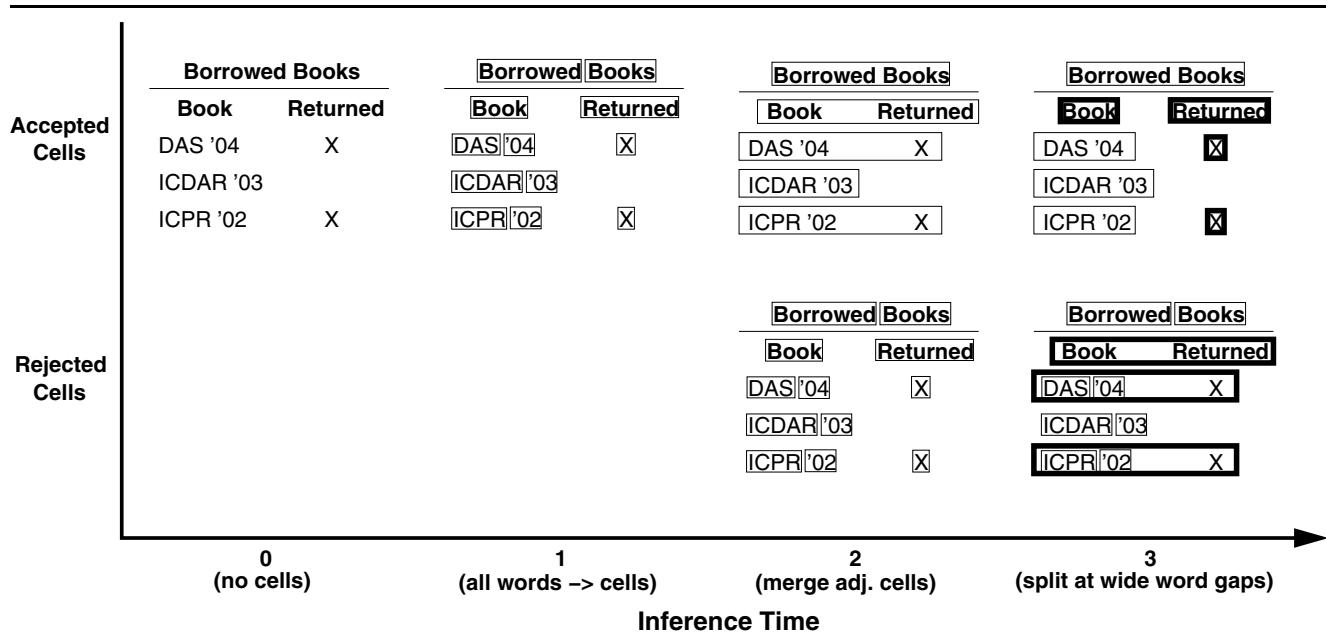 Accepted
Cells
Borrowed Books
Book Returned
DAS ’04 X
ICDAR ’03
ICPR ’02 X
Borrowed Books
Book Returned
DAS ’04 X
ICDAR ’03
ICPR ’02 X
Borrowed Books
Book Returned
DAS ’04 X
ICDAR ’03
ICPR ’02 X
Borrowed Books
Book Returned
DAS ’04 X
ICDAR ’03
ICPR ’02 X
Rejected
Cells
Borrowed Books
Book Returned
DAS ’04 X
ICDAR ’03
ICPR ’02 X
Borrowed Books
Book Returned
DAS ’04 X
ICDAR ’03
ICPR ’02 X
0
(no cells)
1
(all words −> cells)
2
(merge adj. cells)
3
(split at wide word gaps)
Inference Time